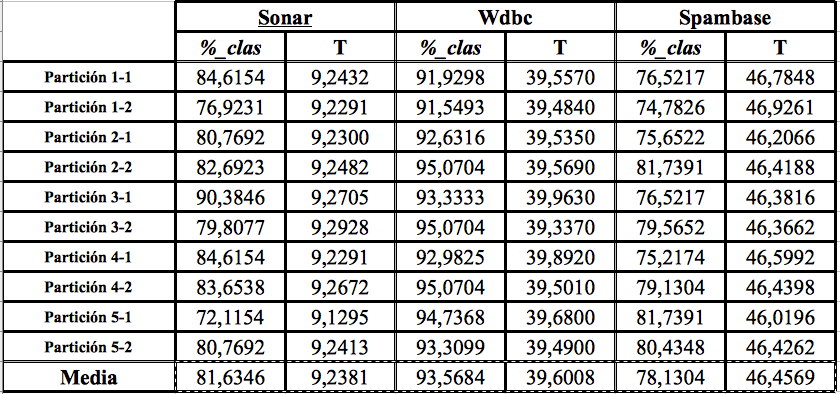 Sonar Wdbc Spambase
%_clas T %_clas T %_clas T
Partición 1-1 84,6154 9,2432 91,9298 39,5570 76,5217 46,7848
Partición 1-2 76,9231 9,2291 91,5493 39,4840 74,7826 46,9261
Partición 2-1 80,7692 9,2300 92,6316 39,5350 75,6522 46,2066
Partición 2-2 82,6923 9,2482 95,0704 39,5690 81,7391 46,4188
Partición 3-1 90,3846 9,2705 93,3333 39,9630 76,5217 46,3816
Partición 3-2 79,8077 9,2928 95,0704 39,3370 79,5652 46,3662
Partición 4-1 84,6154 9,2291 92,9825 39,8920 75,2174 46,5992
Partición 4-2 83,6538 9,2672 95,0704 39,5010 79,1304 46,4398
Partición 5-1 72,1154 9,1295 94,7368 39,6800 81,7391 46,0196
Partición 5-2 80,7692 9,2413 93,3099 39,4900 80,4348 46,4262
Media 81,6346 9,2381 93,5684 39,6008 78,1304 46,4569